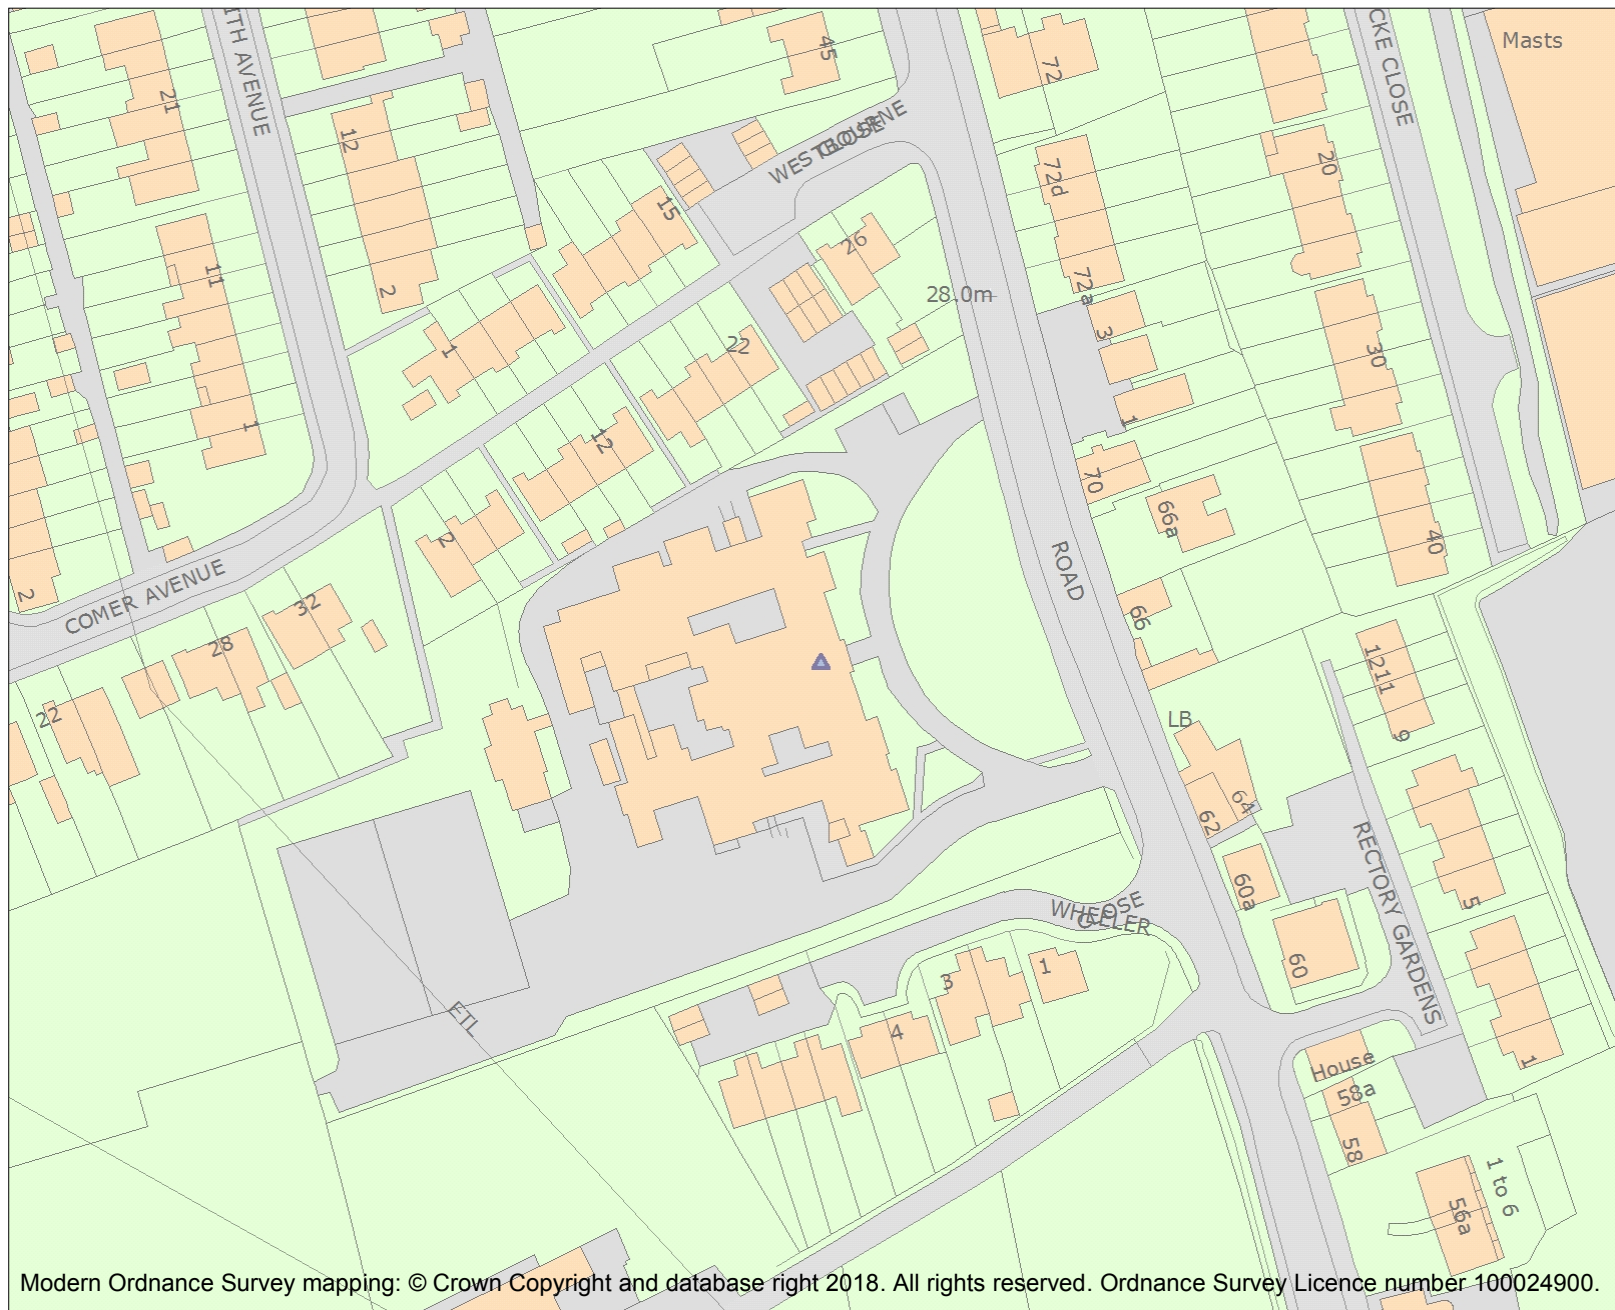 ITH AVENUE
CKE CLOSE
Masts
45
72
21
12
WESTBOURNE
CLOSE
72d
20
15
26
11
2
72a
28.0m
3
1
22
30
1
1
12
70
66a
2
40
ROAD
2
COMER AVENUE
32
66
28
1211
22
LB
9
64
62
RECTORY GARDENS
60a
5
WHEELER
CLOSE
60
3
1
ETL
4
House
58a
1
58
1 to 6
56a
Modern Ordnance Survey mapping: © Crown Copyright and database right 2018. All rights reserved. Ordnance Survey Licence number 100024900.